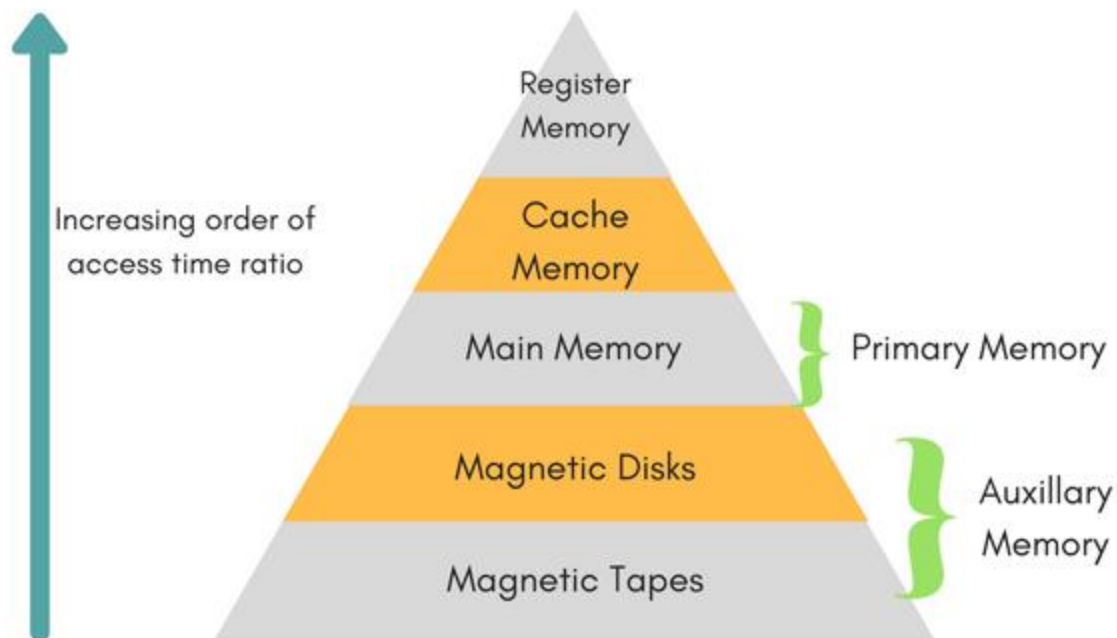 Register
Memory
Increasing order of
access time ratio
Cache
Memory
Main Memory
Primary Memory
Magnetic Disks
Auxillary
Memory
Magnetic Tapes